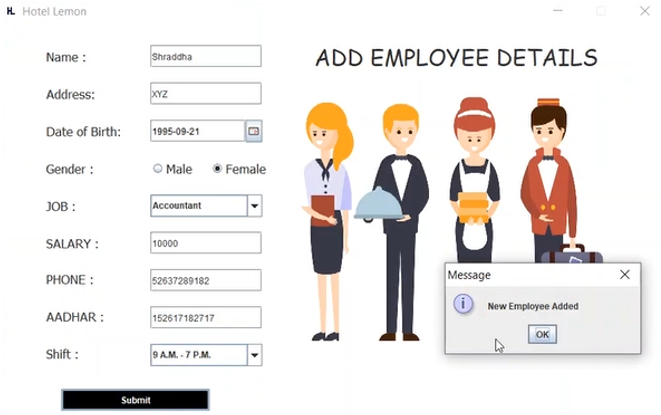 HL Hotel Lemon
ADD EMPLOYEE DETAILS
Name : Shraddha
Address: XYZ
Date of Birth: 1995-09-21
Gender : Male Female
JOB : Accountant
SALARY : 10000
PHONE : 52637289182
AADHAR : 152617182717
Shift : 9 A.M. - 7 P.M.
Submit
Message
New Employee Added
OK